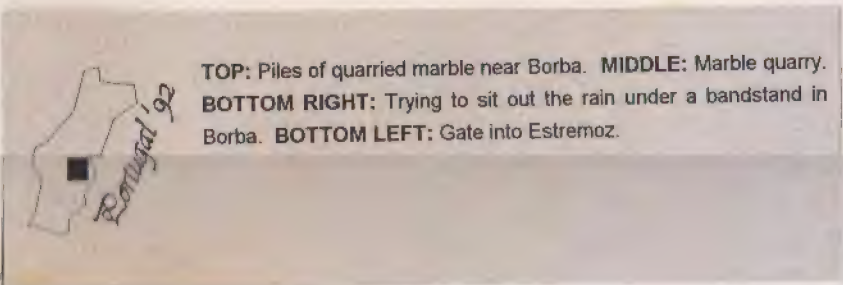 Portugal '92
TOP: Piles of quarried marble near Borba. MIDDLE: Marble quarry.
BOTTOM RIGHT: Trying to sit out the rain under a bandstand in
Borba. BOTTOM LEFT: Gate into Estremoz.